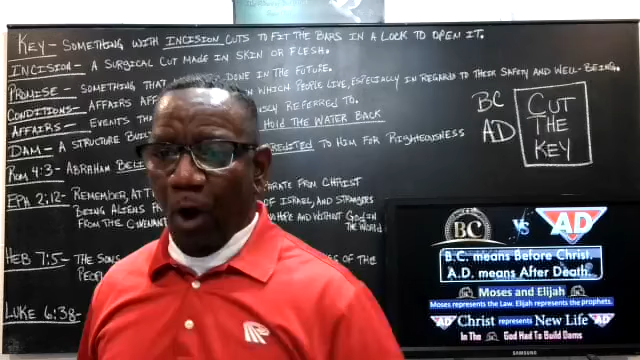 KEY - SOMETHING WITH INCISION CUTS TO FIT THE BARS IN A LOCK TO OPEN IT.
INCISION - A SURGICAL CUT MADE IN SKIN OR FLESH.
PROMISE - SOMETHING THAT DONE IN THE FUTURE.
CONDITIONS - AFFAIRS IN WHICH PEOPLE LIVE, ESPECIALLY IN REGARDS TO THEIR SAFETY AND WELL-BEING.
AFFAIRS - EVENTS REFERRED TO.
DAM - A STRUCTURE HOLD THE WATER BACK
ROM 4:3 - ABRAHAM TO HIM FOR RIGHTEOUSNESS
EPH 2:12 - REMEMBER, AT FROM CHRIST
BEING ALIENS OF ISRAEL, AND STRANGERS
FROM THE HOPE AND WITHOUT GOD IN
THE WORLD
HEB 7:5 - THE SONS OF THE
LUKE 6:38 -
BC
AD
CUT
THE
KEY
BC VS AD
B.C. means Before Christ.
A.D. means After Death.
Moses and Elijah
Moses represents the Law. Elijah represents the prophets.
AD Christ represents New Life AD
In The God Had To Build Dams
SAMSUNG